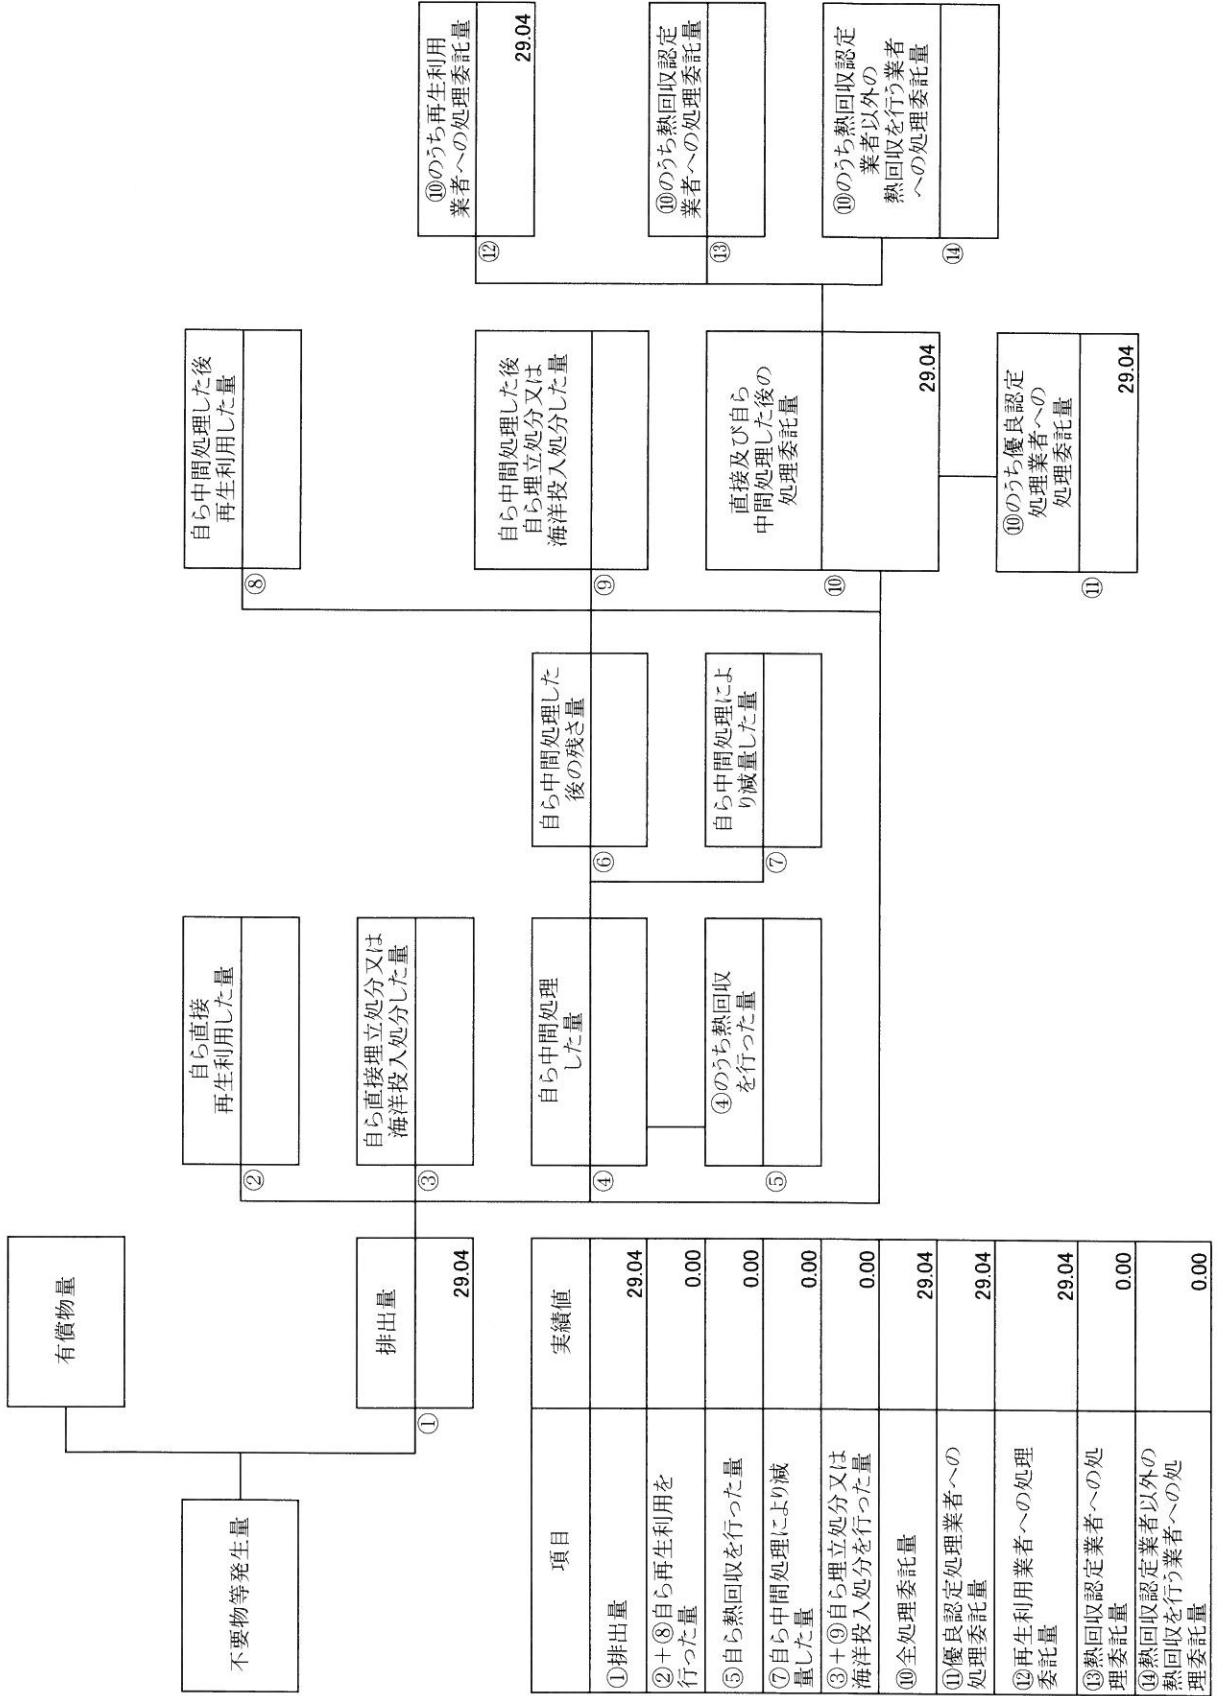 不要物等発生量
有償物量
①
排出量
29.04
②
自ら直接
再生利用した量
③
自ら直接埋立処分又は
海洋投入処分した量
④
自ら中間処理
した量
⑤
④のうち熱回収
を行った量
⑥
自ら中間処理した
後の残さ量
⑦
自ら中間処理によ
り減量した量
⑧
自ら中間処理した後
再生利用した量
⑨
自ら中間処理した後
自ら埋立処分又は
海洋投入処分した量
⑩
直接及び自ら
中間処理した後の
処理委託量
29.04
⑪
⑩のうち優良認定
処理業者への
処理委託量
29.04
⑫
⑩のうち再生利用
業者への処理委託量
29.04
⑬
⑩のうち熱回収認定
業者への処理委託量
⑭
⑩のうち熱回収認定
業者以外の
熱回収を行う業者
への処理委託量
項目
実績値
①排出量
29.04
②+⑧自ら再生利用を
行った量
0.00
⑤自ら熱回収を行った量
0.00
⑦自ら中間処理により減
量した量
0.00
③+⑨自ら埋立処分又は
海洋投入処分を行った量
0.00
⑩全処理委託量
29.04
⑪優良認定処理業者への
処理委託量
29.04
⑫再生利用業者への処理
委託量
29.04
⑬熱回収認定業者への処
理委託量
0.00
⑭熱回収認定業者以外の
熱回収を行う業者への処
理委託量
0.00